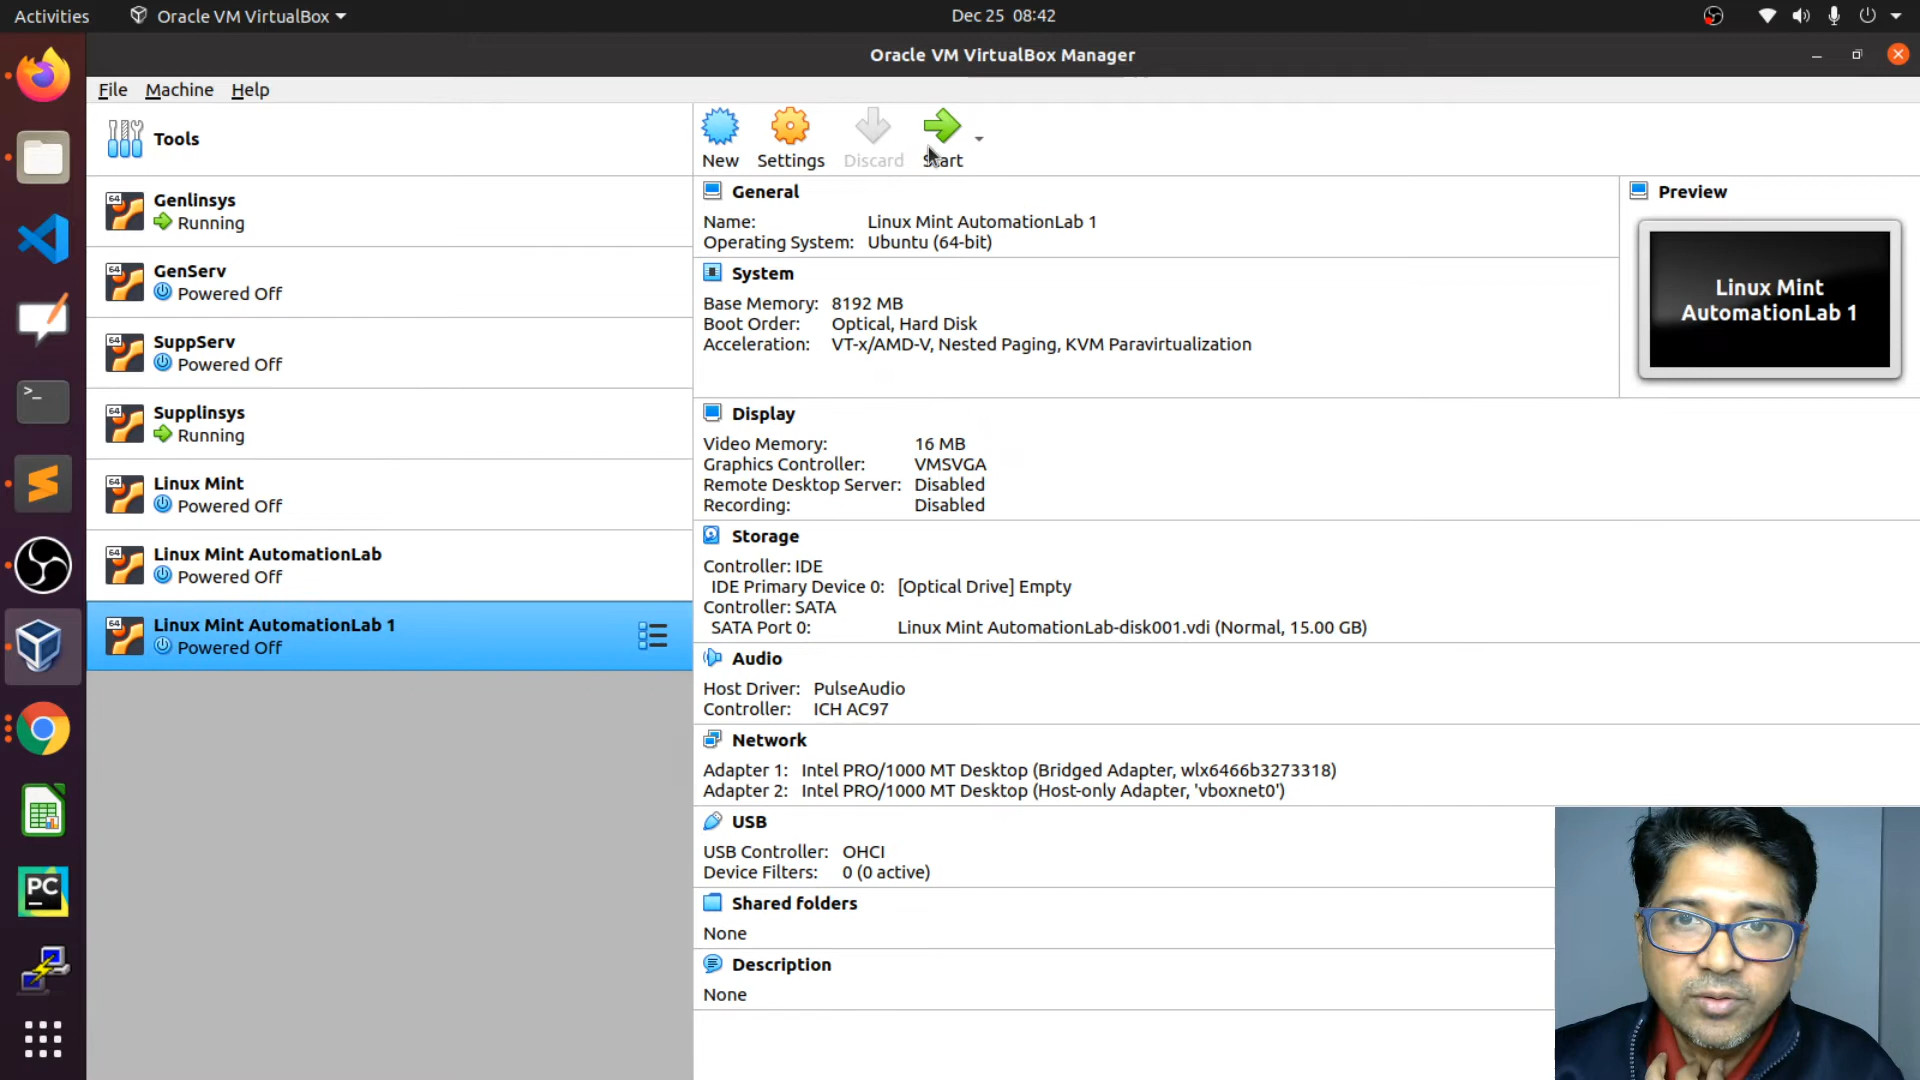 Activities
Oracle VM VirtualBox
Dec 25 08:42
Oracle VM VirtualBox Manager
File Machine Help
Tools
New
Settings
Discard
Start
64
Genlinsys
Running
64
GenServ
Powered Off
64
SuppServ
Powered Off
64
Supplinsys
Running
64
Linux Mint
Powered Off
64
Linux Mint AutomationLab
Powered Off
64
Linux Mint AutomationLab 1
Powered Off
General
Name: Linux Mint AutomationLab 1
Operating System: Ubuntu (64-bit)
System
Base Memory: 8192 MB
Boot Order: Optical, Hard Disk
Acceleration: VT-x/AMD-V, Nested Paging, KVM Paravirtualization
Preview
Linux Mint
AutomationLab 1
Display
Video Memory: 16 MB
Graphics Controller: VMSVGA
Remote Desktop Server: Disabled
Recording: Disabled
Storage
Controller: IDE
IDE Primary Device 0: [Optical Drive] Empty
Controller: SATA
SATA Port 0: Linux Mint AutomationLab-disk001.vdi (Normal, 15.00 GB)
Audio
Host Driver: PulseAudio
Controller: ICH AC97
Network
Adapter 1: Intel PRO/1000 MT Desktop (Bridged Adapter, wlx6466b3273318)
Adapter 2: Intel PRO/1000 MT Desktop (Host-only Adapter, 'vboxnet0')
USB
USB Controller: OHCI
Device Filters: 0 (0 active)
Shared folders
None
Description
None
>_
PC